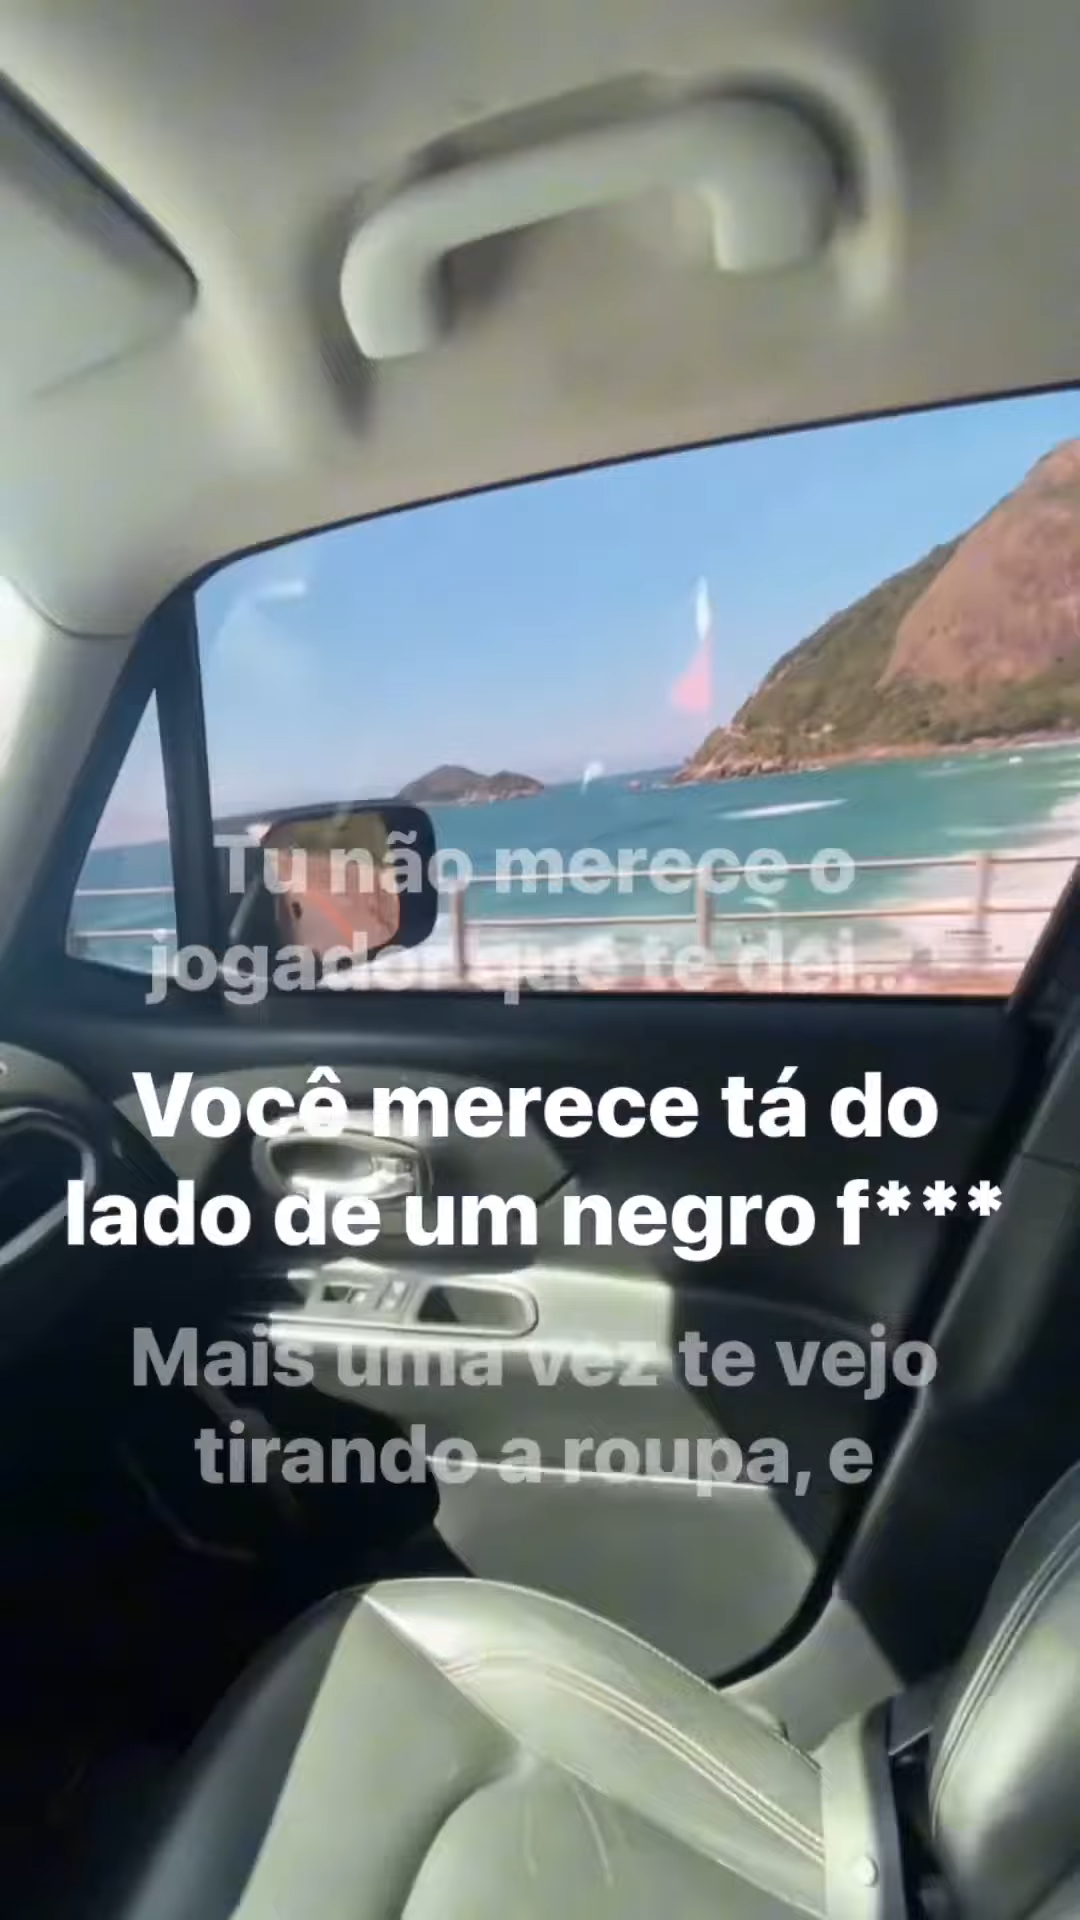 Tu não merece o
jogador que te dei...
Você merece tá do
lado de um negro f***
Mais uma vez te vejo
tirando a roupa, e